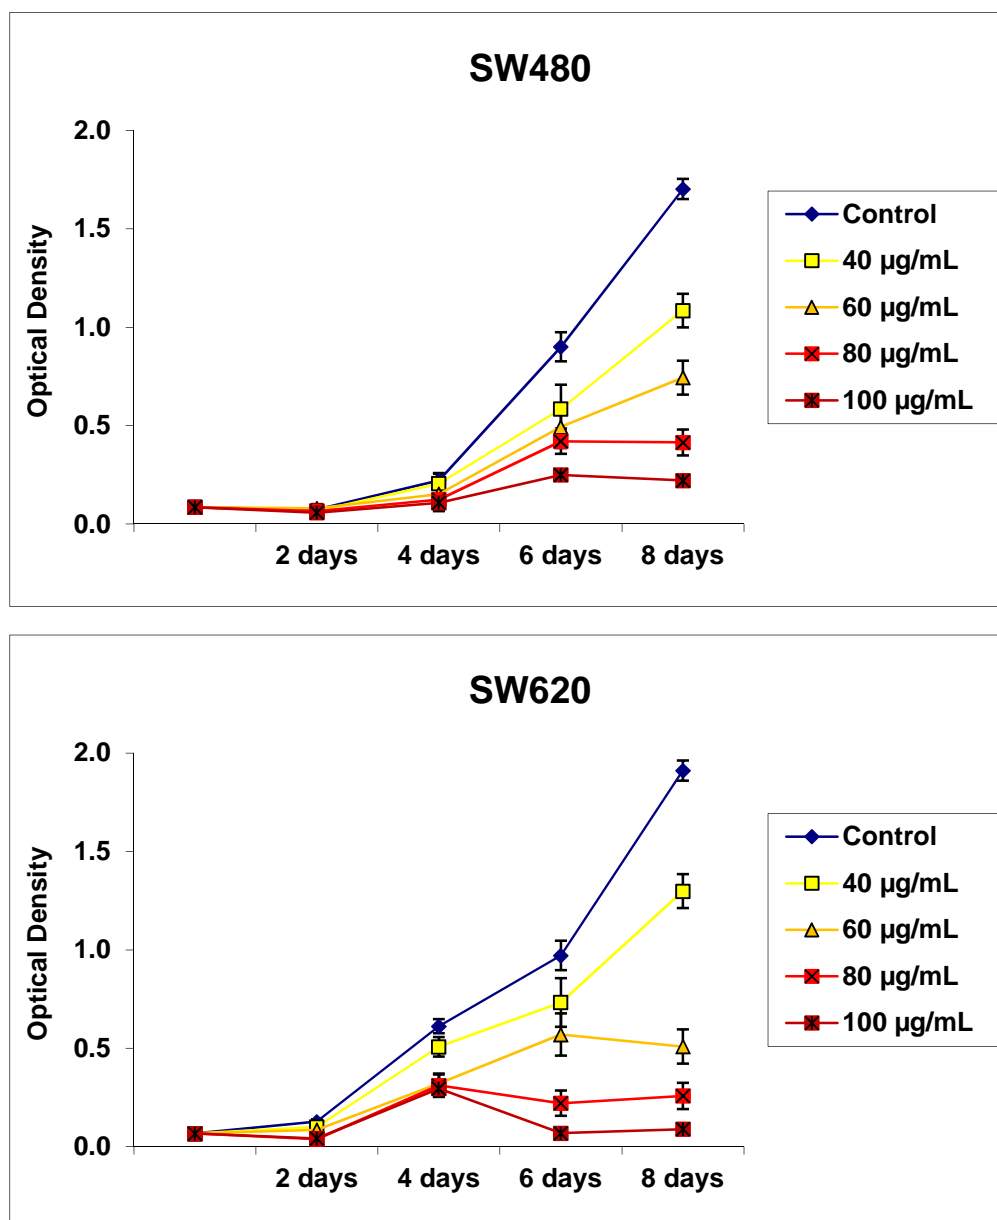 SW480
2.0
1.5
1.0
0.5
0.0
Optical Density
2 days 4 days 6 days 8 days
Control
40 µg/mL
60 µg/mL
80 µg/mL
100 µg/mL
SW620
2.0
1.5
1.0
0.5
0.0
Optical Density
2 days 4 days 6 days 8 days
Control
40 µg/mL
60 µg/mL
80 µg/mL
100 µg/mL